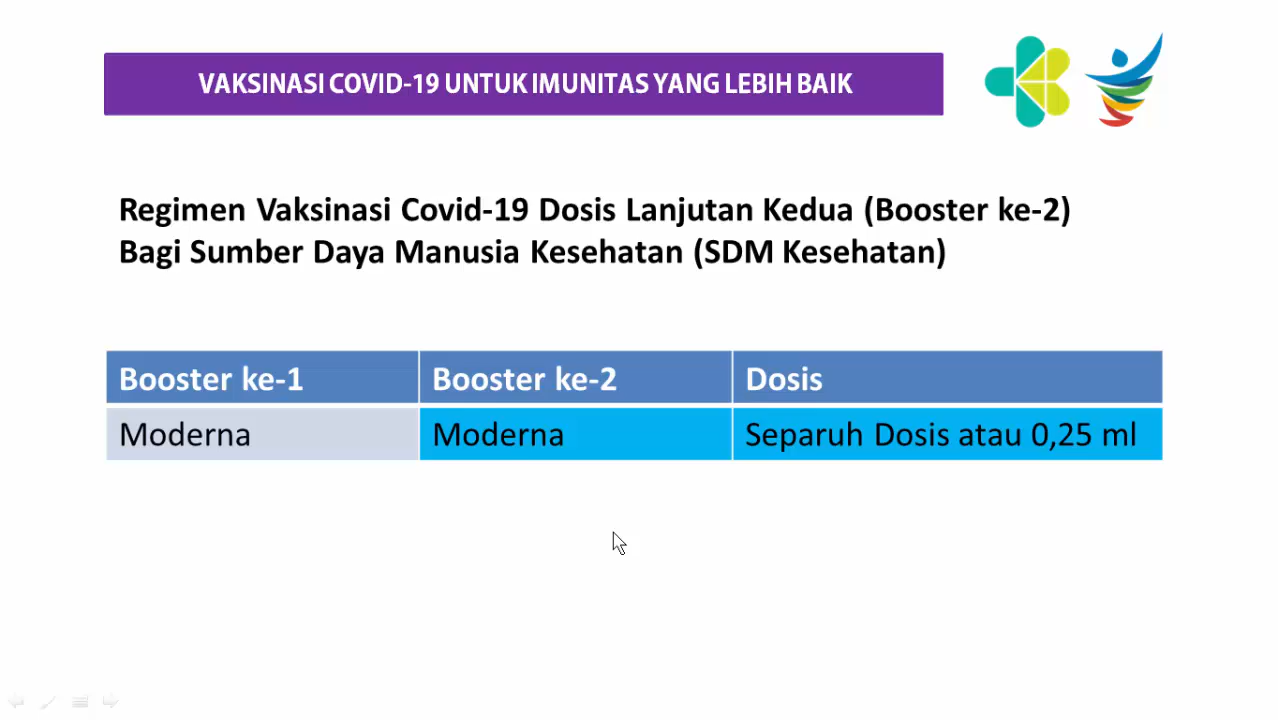 VAKSINASI COVID-19 UNTUK IMUNITAS YANG LEBIH BAIK
Regimen Vaksinasi Covid-19 Dosis Lanjutan Kedua (Booster ke-2)
Bagi Sumber Daya Manusia Kesehatan (SDM Kesehatan)
Booster ke-1 Booster ke-2 Dosis
Moderna Moderna Separuh Dosis atau 0,25 ml